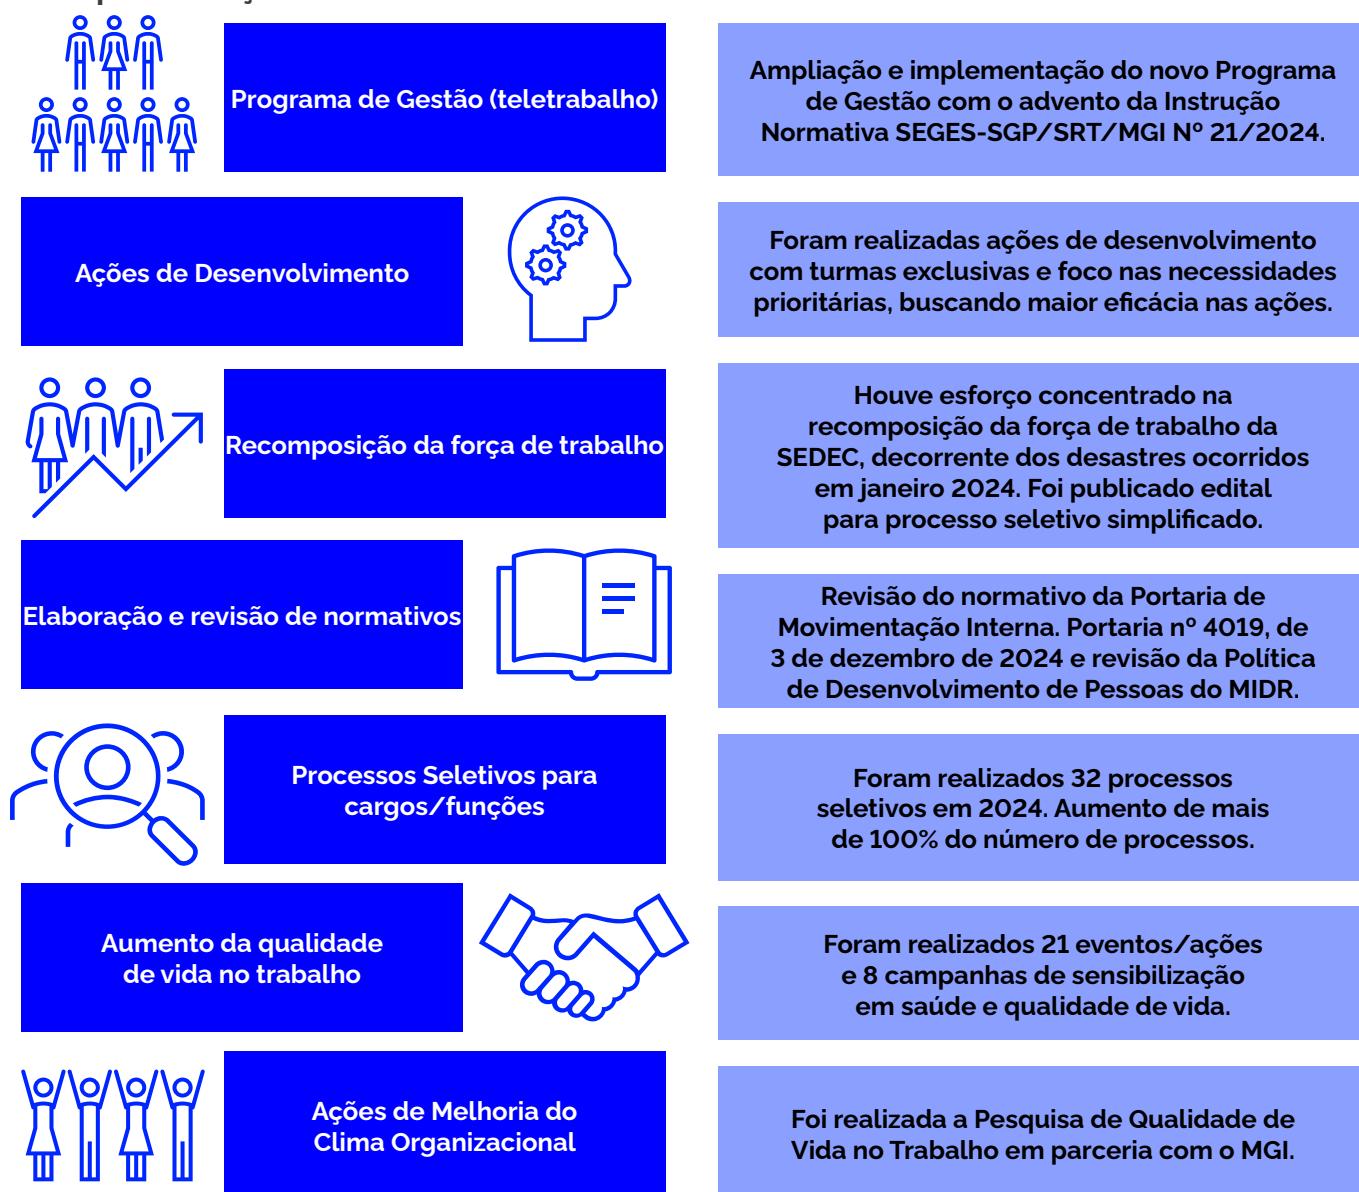 Programa de Gestão (teletrabalho)
Ampliação e implementação do novo Programa
de Gestão com o advento da Instrução
Normativa SEGES-SGP/SRT/MGI Nº 21/2024.
Ações de Desenvolvimento
Foram realizadas ações de desenvolvimento
com turmas exclusivas e foco nas necessidades
prioritárias, buscando maior eficácia nas ações.
Recomposição da força de trabalho
Houve esforço concentrado na
recomposição da força de trabalho da
SEDEC, decorrente dos desastres ocorridos
em janeiro 2024. Foi publicado edital
para processo seletivo simplificado.
Elaboração e revisão de normativos
Revisão do normativo da Portaria de
Movimentação Interna. Portaria nº 4019, de
3 de dezembro de 2024 e revisão da Política
de Desenvolvimento de Pessoas do MIDR.
Processos Seletivos para
cargos/funções
Foram realizados 32 processos
seletivos em 2024. Aumento de mais
de 100% do número de processos.
Aumento da qualidade
de vida no trabalho
Foram realizados 21 eventos/ações
e 8 campanhas de sensibilização
em saúde e qualidade de vida.
Ações de Melhoria do
Clima Organizacional
Foi realizada a Pesquisa de Qualidade de
Vida no Trabalho em parceria com o MGI.